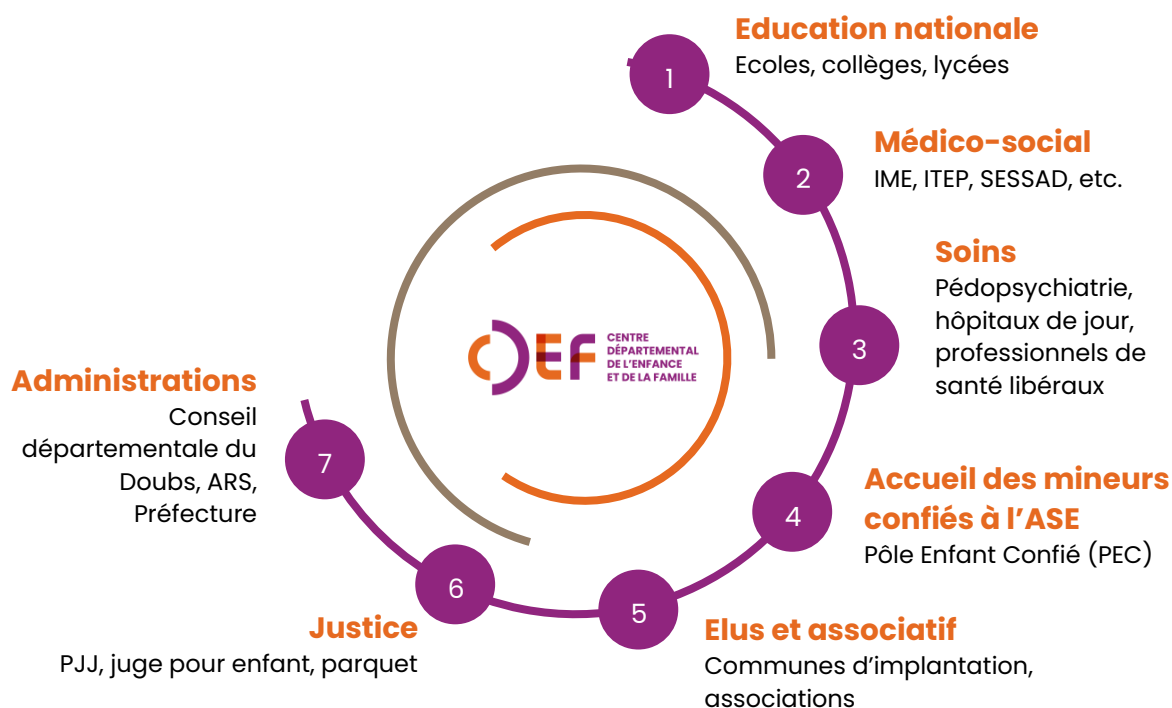 1
Education nationale
Ecoles, collèges, lycées
2
Médico-social
IME, ITEP, SESSAD, etc.
3
Soins
Pédopsychiatrie,
hôpitaux de jour,
professionnels de
santé libéraux
4
Accueil des mineurs
confiés à l’ASE
Pôle Enfant Confié (PEC)
5
Elus et associatif
Communes d’implantation,
associations
6
Justice
PJJ, juge pour enfant, parquet
7
Administrations
Conseil
départementale du
Doubs, ARS,
Préfecture
CDEF
CENTRE
DÉPARTEMENTAL
DE L’ENFANCE
ET DE LA FAMILLE